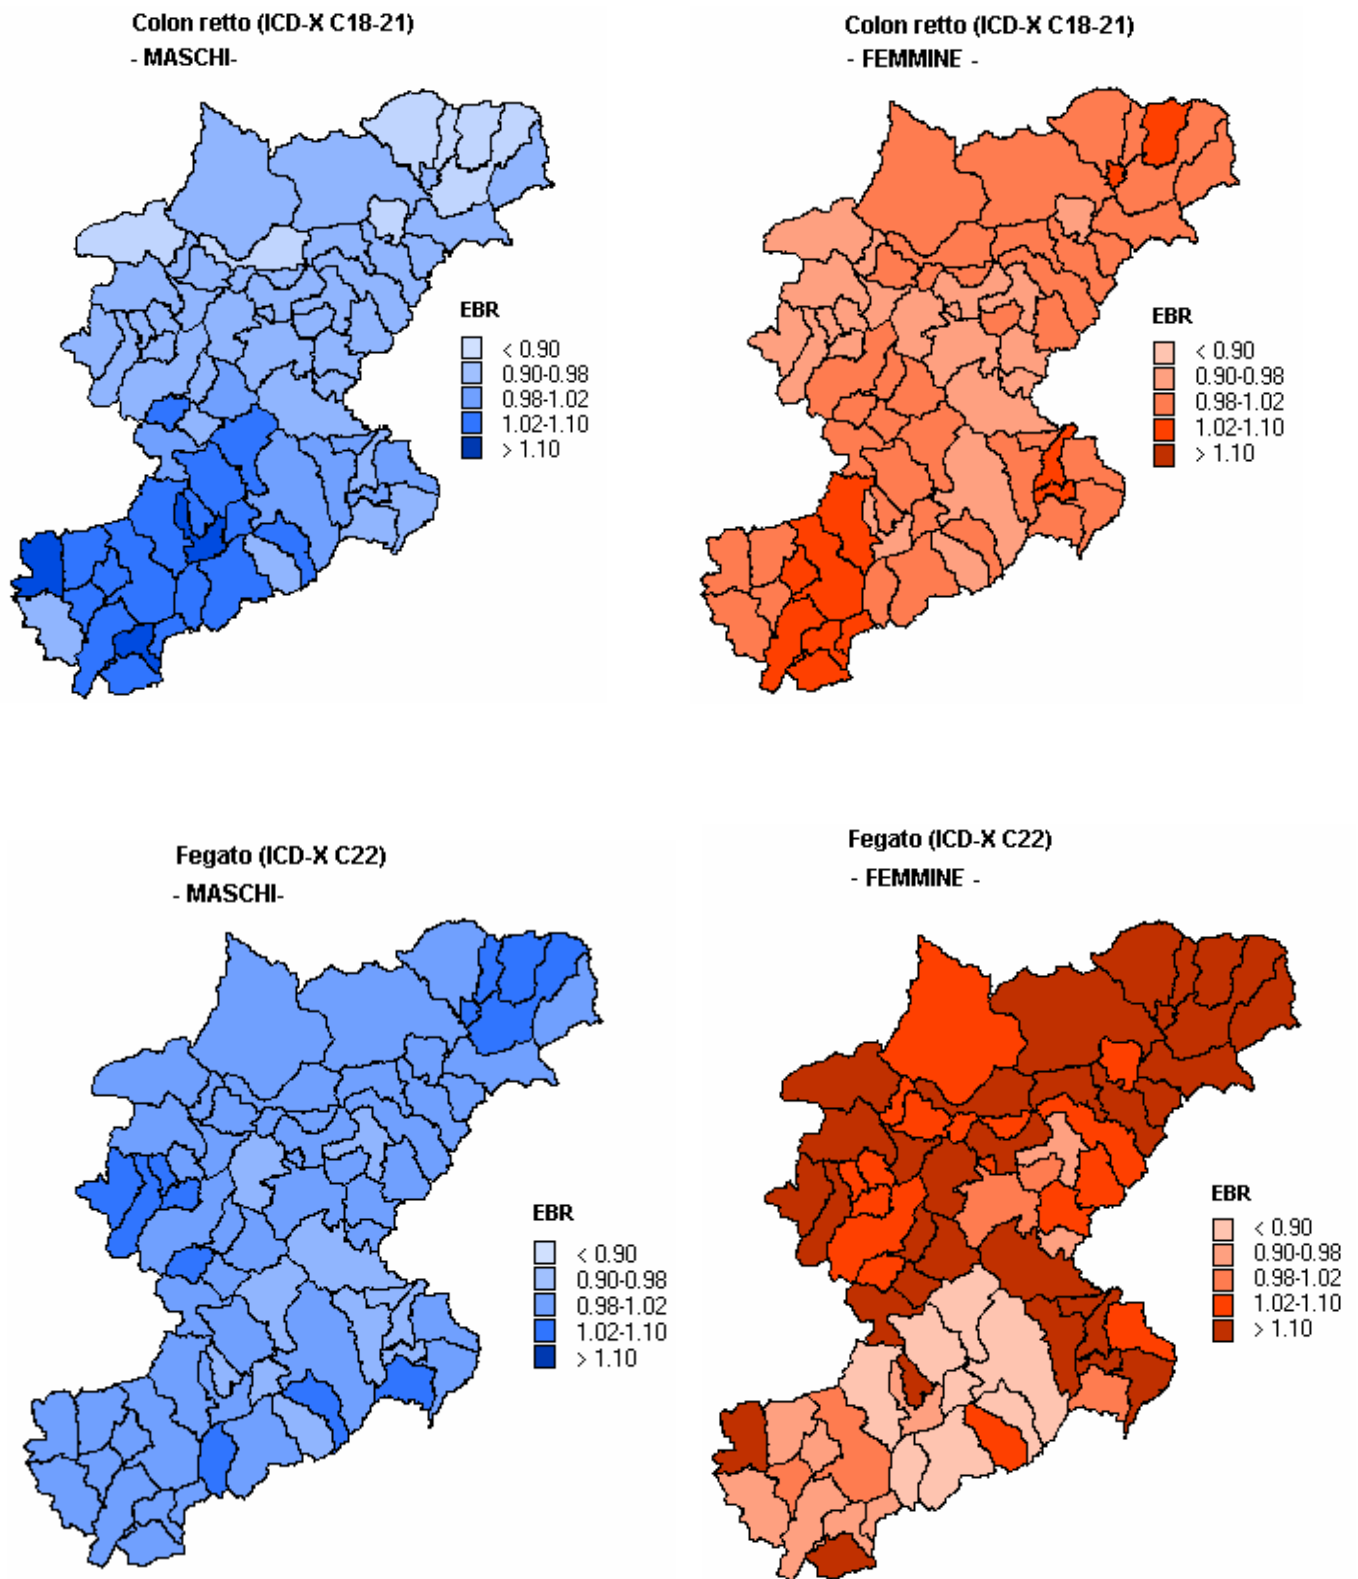 Colon retto (ICD-X C18-21)
- MASCHI-
EBR
< 0.90
0.90-0.98
0.98-1.02
1.02-1.10
> 1.10
Colon retto (ICD-X C18-21)
- FEMMINE -
EBR
< 0.90
0.90-0.98
0.98-1.02
1.02-1.10
> 1.10
Fegato (ICD-X C22)
- MASCHI-
EBR
< 0.90
0.90-0.98
0.98-1.02
1.02-1.10
> 1.10
Fegato (ICD-X C22)
- FEMMINE -
EBR
< 0.90
0.90-0.98
0.98-1.02
1.02-1.10
> 1.10